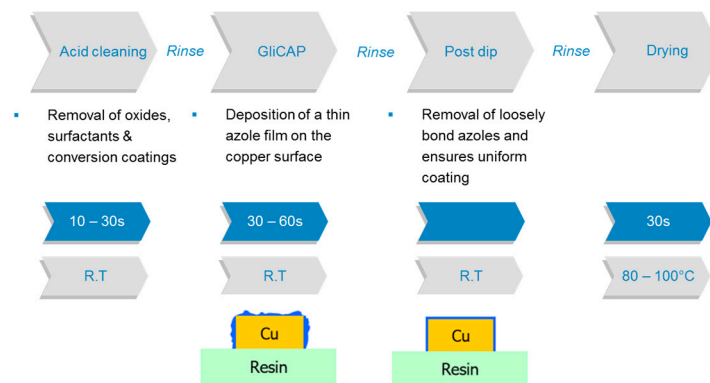 Acid cleaning
Rinse
GliCAP
Rinse
Post dip
Rinse
Drying
▪ Removal of oxides,
surfactants &
conversion coatings
▪ Deposition of a thin
azole film on the
copper surface
▪ Removal of loosely
bond azoles and
ensures uniform
coating
10 – 30s
30 – 60s
30s
R.T
R.T
R.T
80 – 100°C
Cu
Resin
Cu
Resin